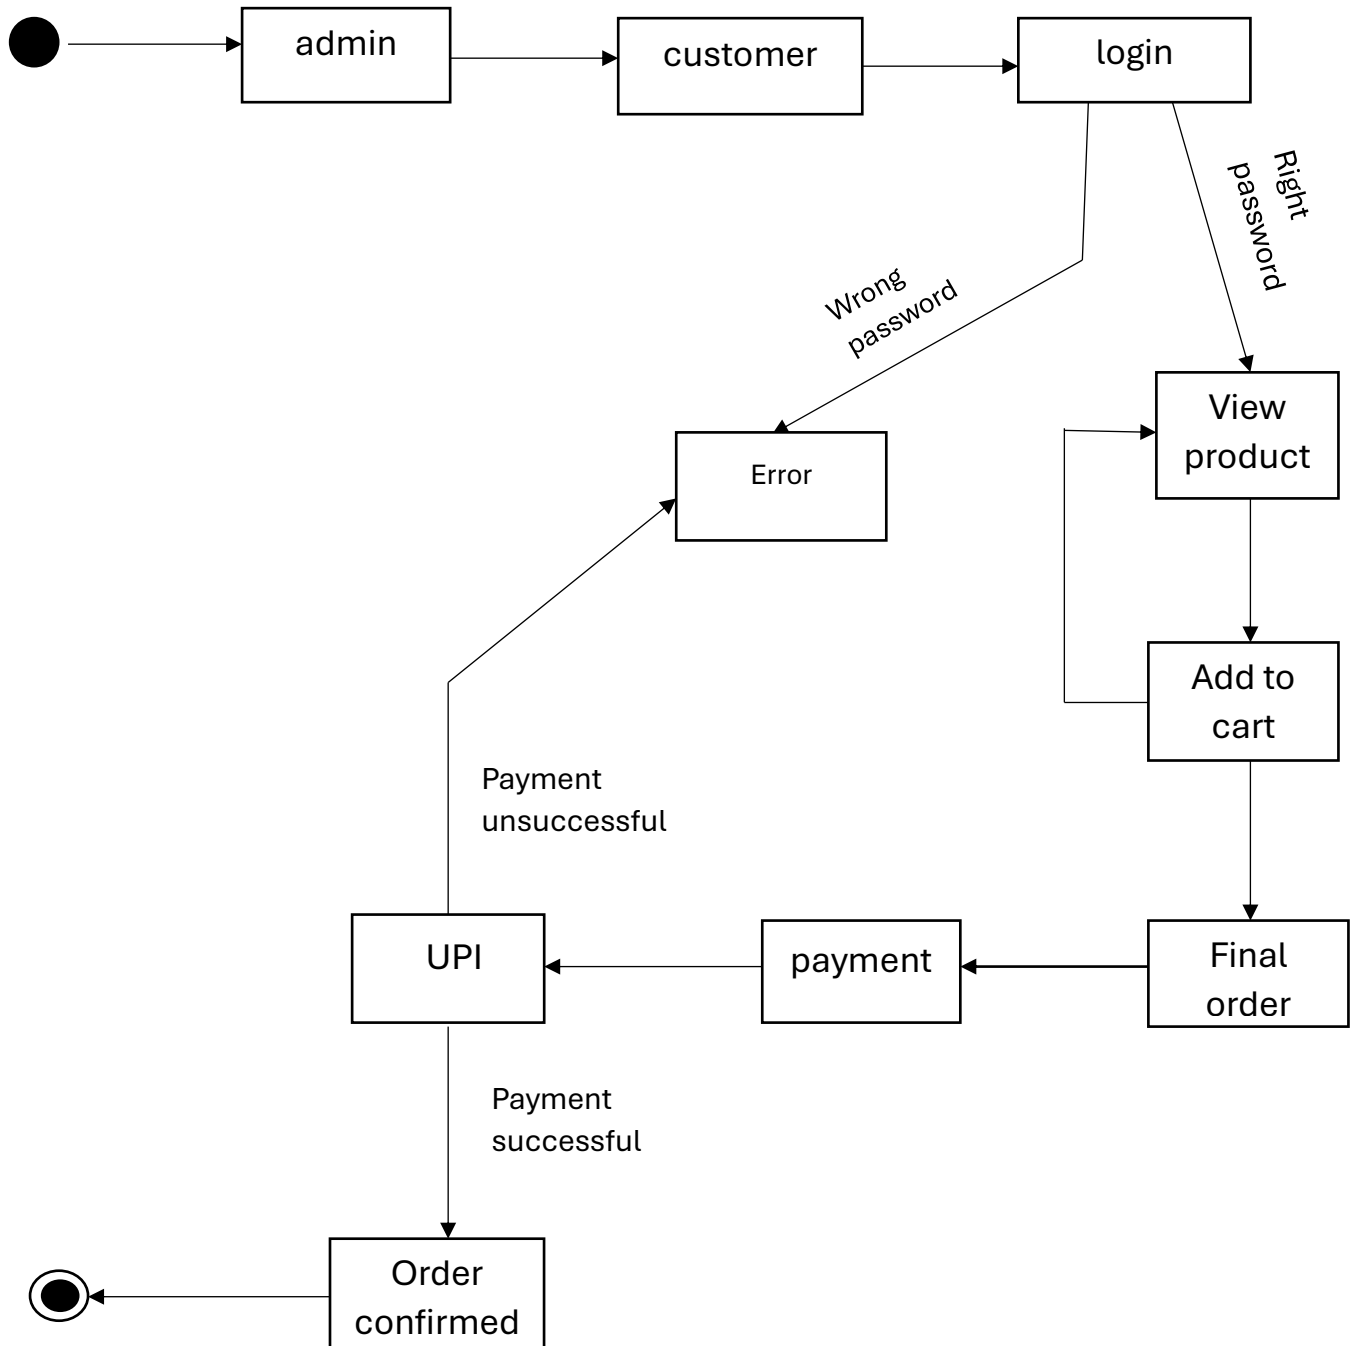 admin
customer
login
Right
password
Wrong
password
View
product
Error
Add to
cart
Payment
unsuccessful
UPI
payment
Final
order
Payment
successful
Order
confirmed